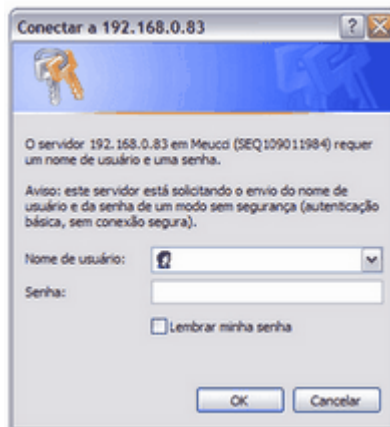 Conectar a 192.168.0.83
O servidor 192.168.0.83 em Meucci (SEQ109011984) requer
um nome de usuário e uma senha.
Aviso: este servidor está solicitando o envio do nome de
usuário e da senha de um modo sem segurança (autenticação
básica, sem conexão segura).
Nome de usuário:
Senha:
Lembrar minha senha
OK Cancelar